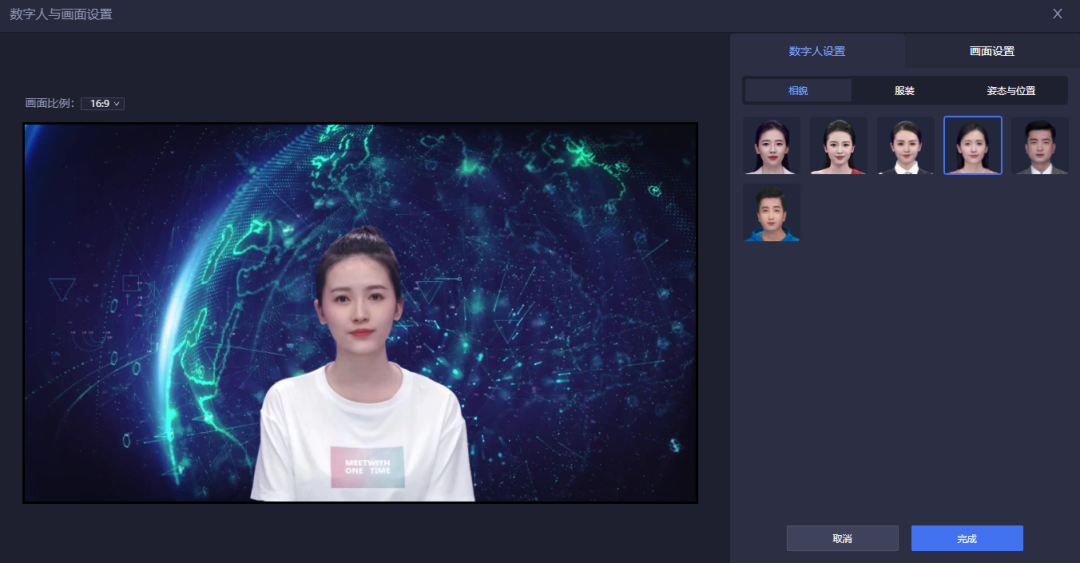 数字人与画面设置
数字人设置
画面设置
画面比例:
16:9
相貌
服装
姿态与位置
MEETWITH
ONE TIME
取消
完成